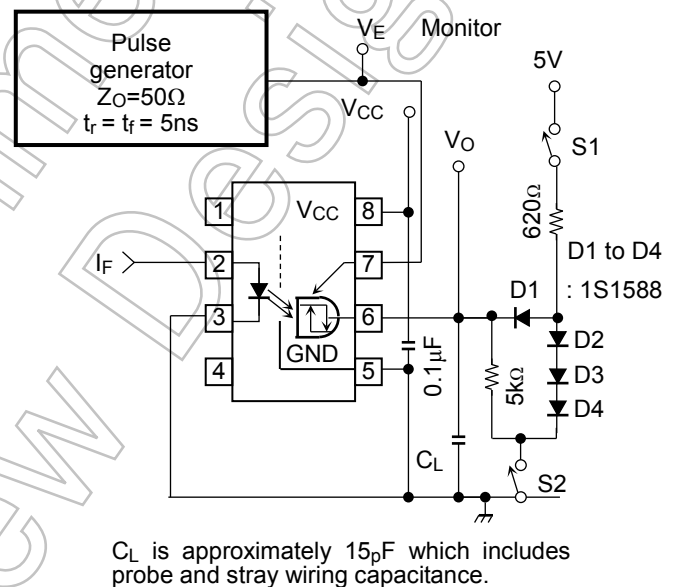 Pulse
generator
ZO=50Ω
tr = tf = 5ns
VE
Monitor
VCC
VO
5V
S1
620Ω
D1 to D4
: 1S1588
D1
D2
D3
D4
1
2
3
4
VCC
8
7
6
5
GND
IF
0.1μF
5kΩ
CL
S2
CL is approximately 15pF which includes
probe and stray wiring capacitance.